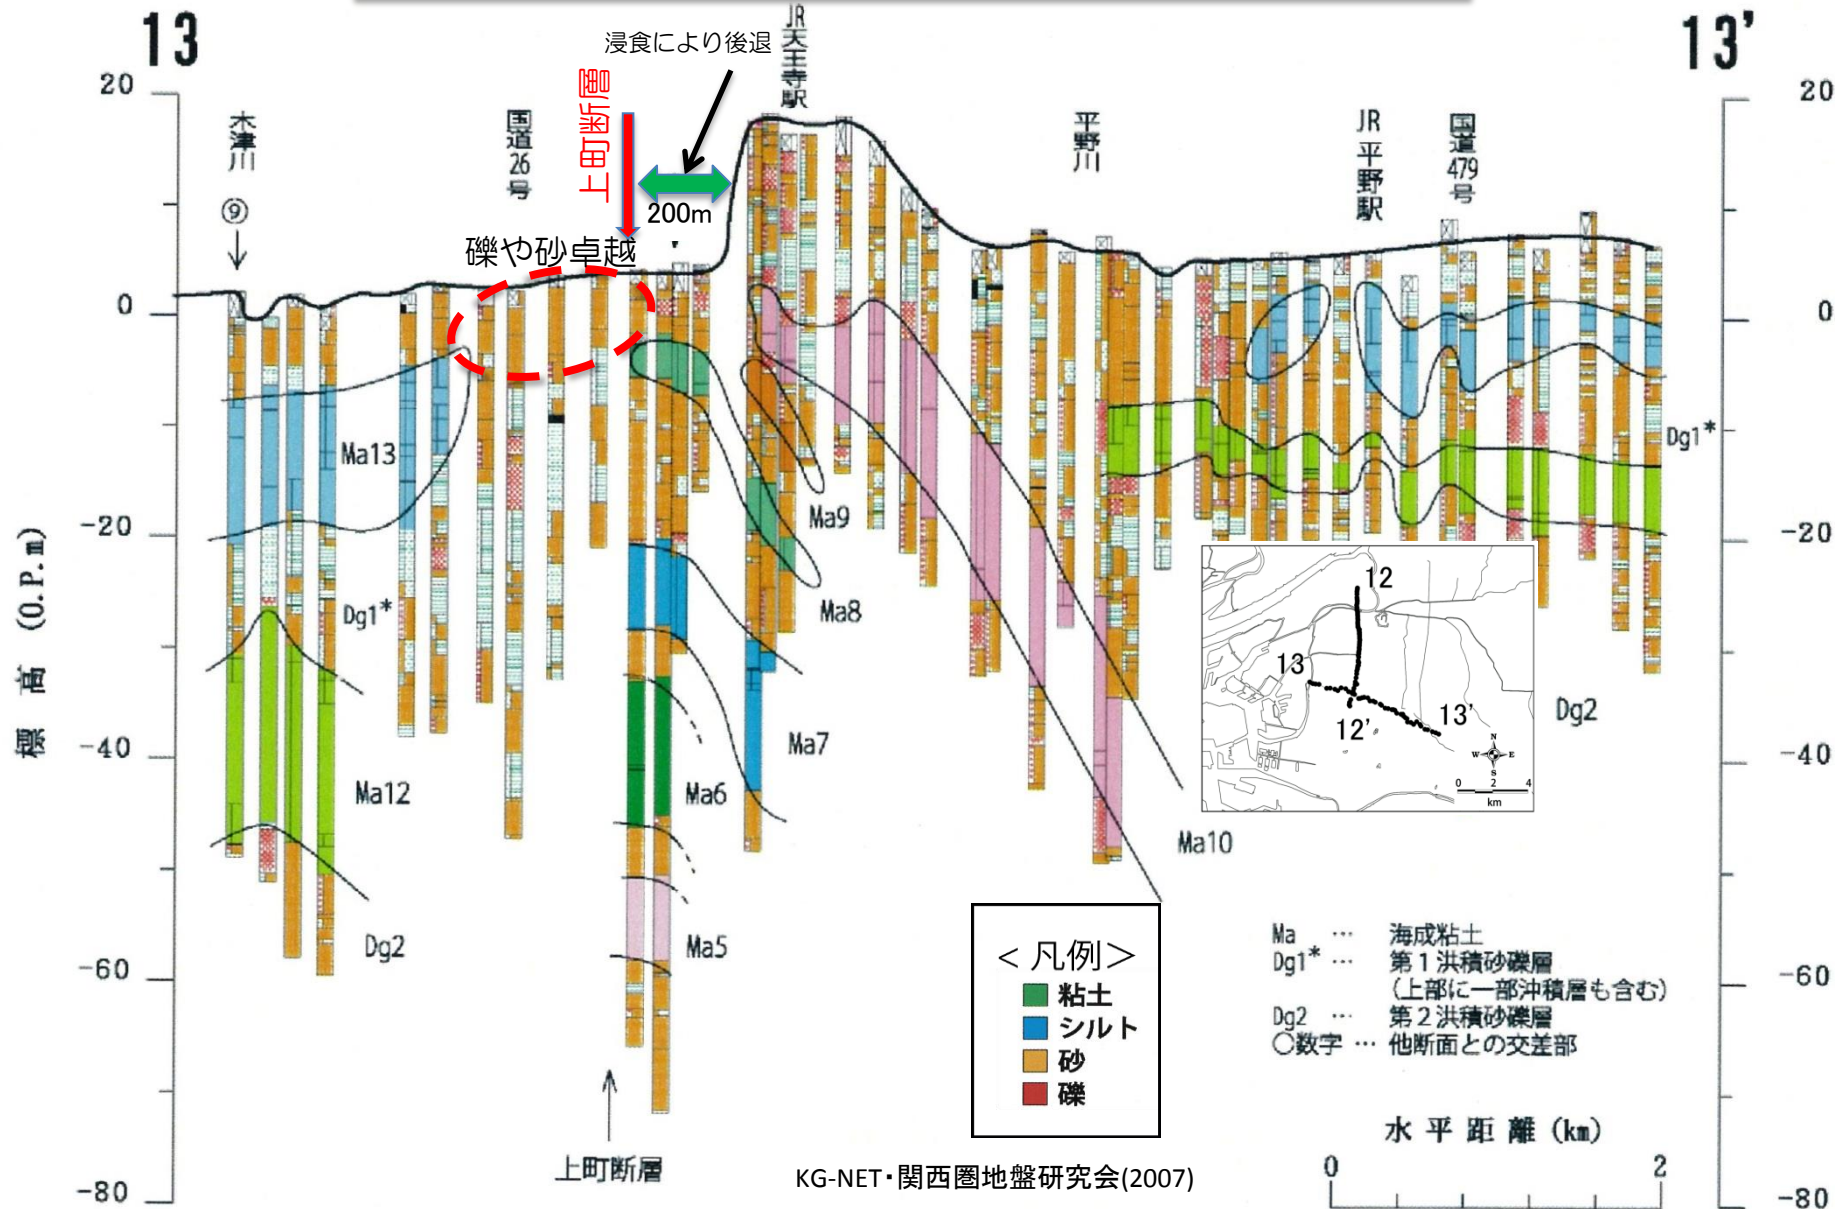 13
13'
浸食により後退
JR天王寺駅
上町断層
木津川
国道26号
平野川
JR平野駅
国道479号
⑨
200m
礫や砂卓越
20
0
-20
-40
-60
-80
標高 (O.P.m)
20
0
-20
-40
-60
-80
Ma13
Dg1*
Ma12
Dg2
Ma9
Ma8
Ma7
Ma6
Ma5
Ma10
Dg1*
Dg2
12
13
12'
13'
N
W E
S
0 2 4
km
<凡例>
粘土
シルト
砂
礫
Ma … 海成粘土
Dg1* … 第1洪積砂礫層
(上部に一部沖積層も含む)
Dg2 … 第2洪積砂礫層
○数字 … 他断面との交差部
水平距離 (km)
0 2
上町断層
KG-NET・関西圏地盤研究会(2007)